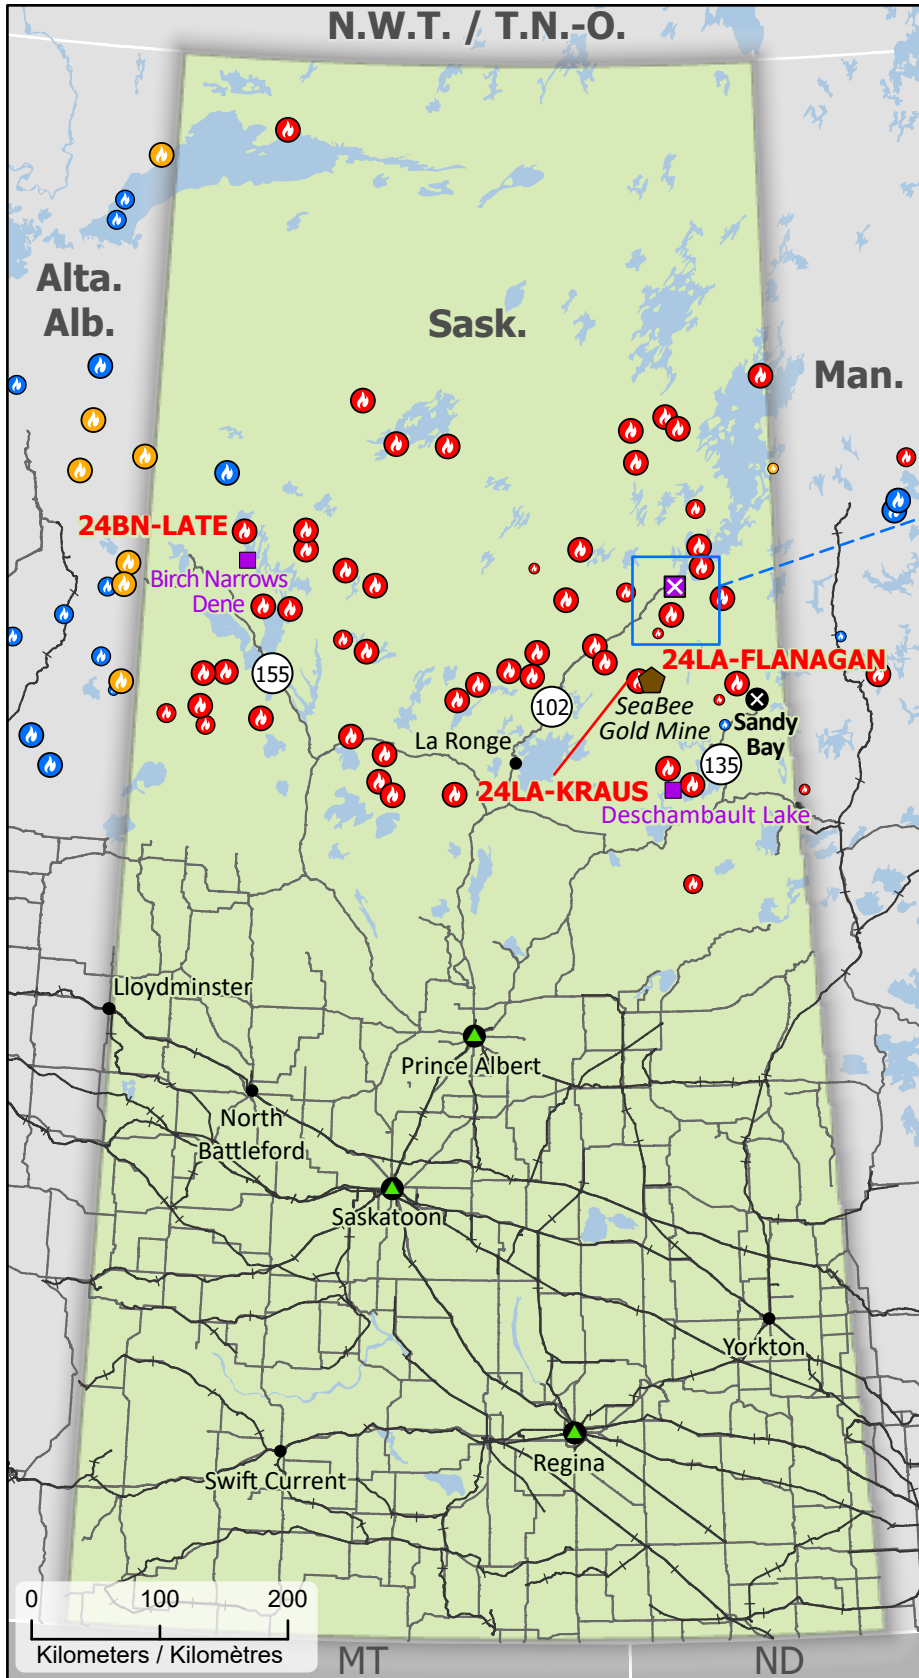 N.W.T. / T.N.-O.
Alta.
Alb.
Sask.
Man.
24BN-LATE
Birch Narrows
Dene
155
24LA-FLANAGAN
SeaBee
Gold Mine
102
Sandy
Bay
La Ronge
135
24LA-KRAUS
Deschambault Lake
Lloydminster
Prince Albert
North
Battleford
Saskatoon
Yorkton
Regina
Swift Current
0 100 200
Kilometers / Kilomètres
MT
ND